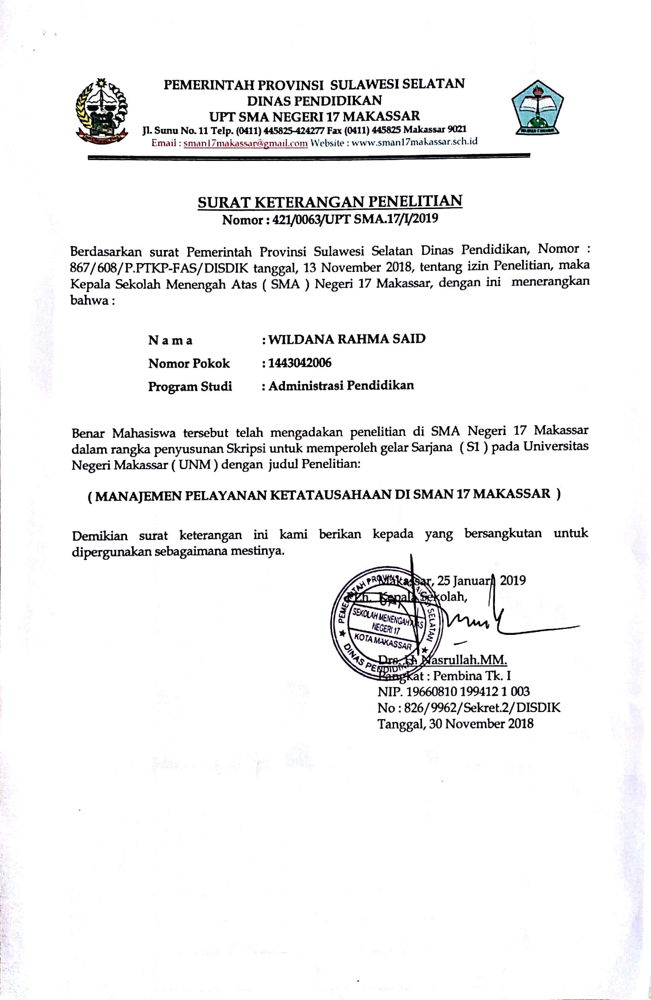 PEMERINTAH PROVINSI SULAWESI SELATAN
DINAS PENDIDIKAN
UPT SMA NEGERI 17 MAKASSAR
Jl. Sunu No. 11 Telp. (0411) 445825-424277 Fax (0411) 445825 Makassar 9021
Email : sman17makassar@gmail.com Website : www.sman17makassar.sch.id
SURAT KETERANGAN PENELITIAN
Nomor : 421/0063/UPT SMA.17/I/2019
Berdasarkan surat Pemerintah Provinsi Sulawesi Selatan Dinas Pendidikan, Nomor :
867/608/P.PTKP-FAS/DISDIK tanggal, 13 November 2018, tentang izin Penelitian, maka
Kepala Sekolah Menengah Atas ( SMA ) Negeri 17 Makassar, dengan ini menerangkan
bahwa :
N a m a : WILDANA RAHMA SAID
Nomor Pokok : 1443042006
Program Studi : Administrasi Pendidikan
Benar Mahasiswa tersebut telah mengadakan penelitian di SMA Negeri 17 Makassar
dalam rangka penyusunan Skripsi untuk memperoleh gelar Sarjana ( S1 ) pada Universitas
Negeri Makassar ( UNM ) dengan judul Penelitian:
( MANAJEMEN PELAYANAN KETATAUSAHAAN DI SMAN 17 MAKASSAR )
Demikian surat keterangan ini kami berikan kepada yang bersangkutan untuk
dipergunakan sebagaimana mestinya.
Makassar, 25 Januari 2019
Kepala Sekolah,
PEMERINTAH PROVINSI SULAWESI SELATAN
UPT
SEKOLAH MENENGAH ATAS
NEGERI 17
KOTA MAKASSAR
DINAS PENDIDIKAN
Drs. H. Nasrullah.MM.
Pangkat : Pembina Tk. I
NIP. 19660810 199412 1 003
No : 826/9962/Sekret.2/DISDIK
Tanggal, 30 November 2018